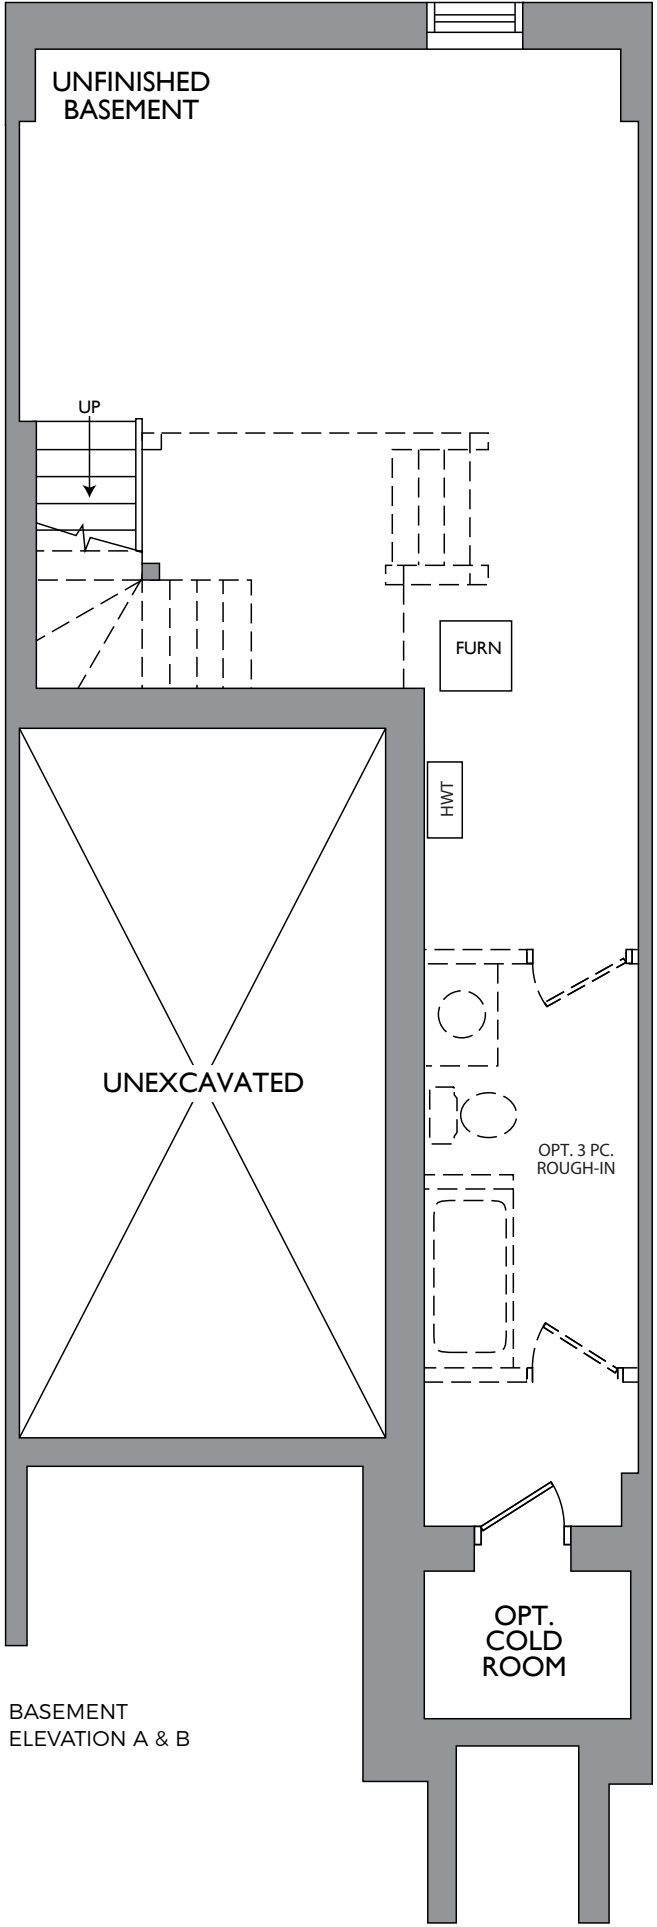 UNFINISHED
BASEMENT
UP
FURN
HWT
UNEXCAVATED
OPT. 3 PC.
ROUGH-IN
OPT.
COLD
ROOM
BASEMENT
ELEVATION A & B